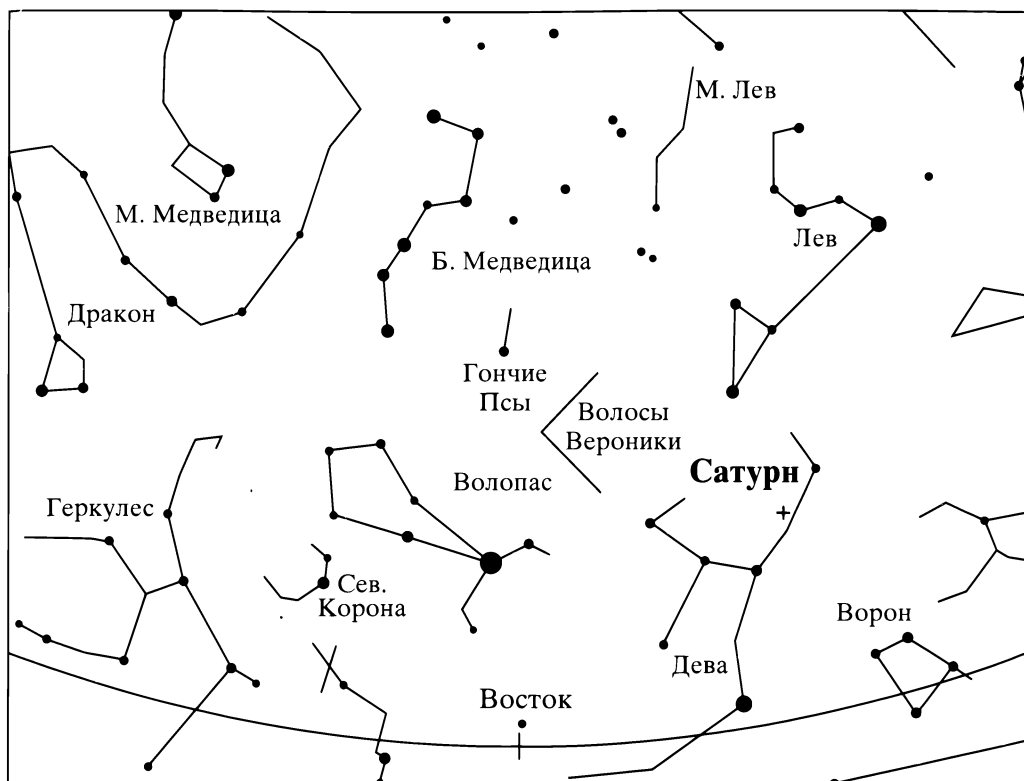 М. Лев
М. Медведица
Лев
Б. Медведица
Дракон
Гончие
Псы
Волосы
Вероники
Сатурн
Волопас
Геркулес
Сев.
Корона
Ворон
Дева
Восток